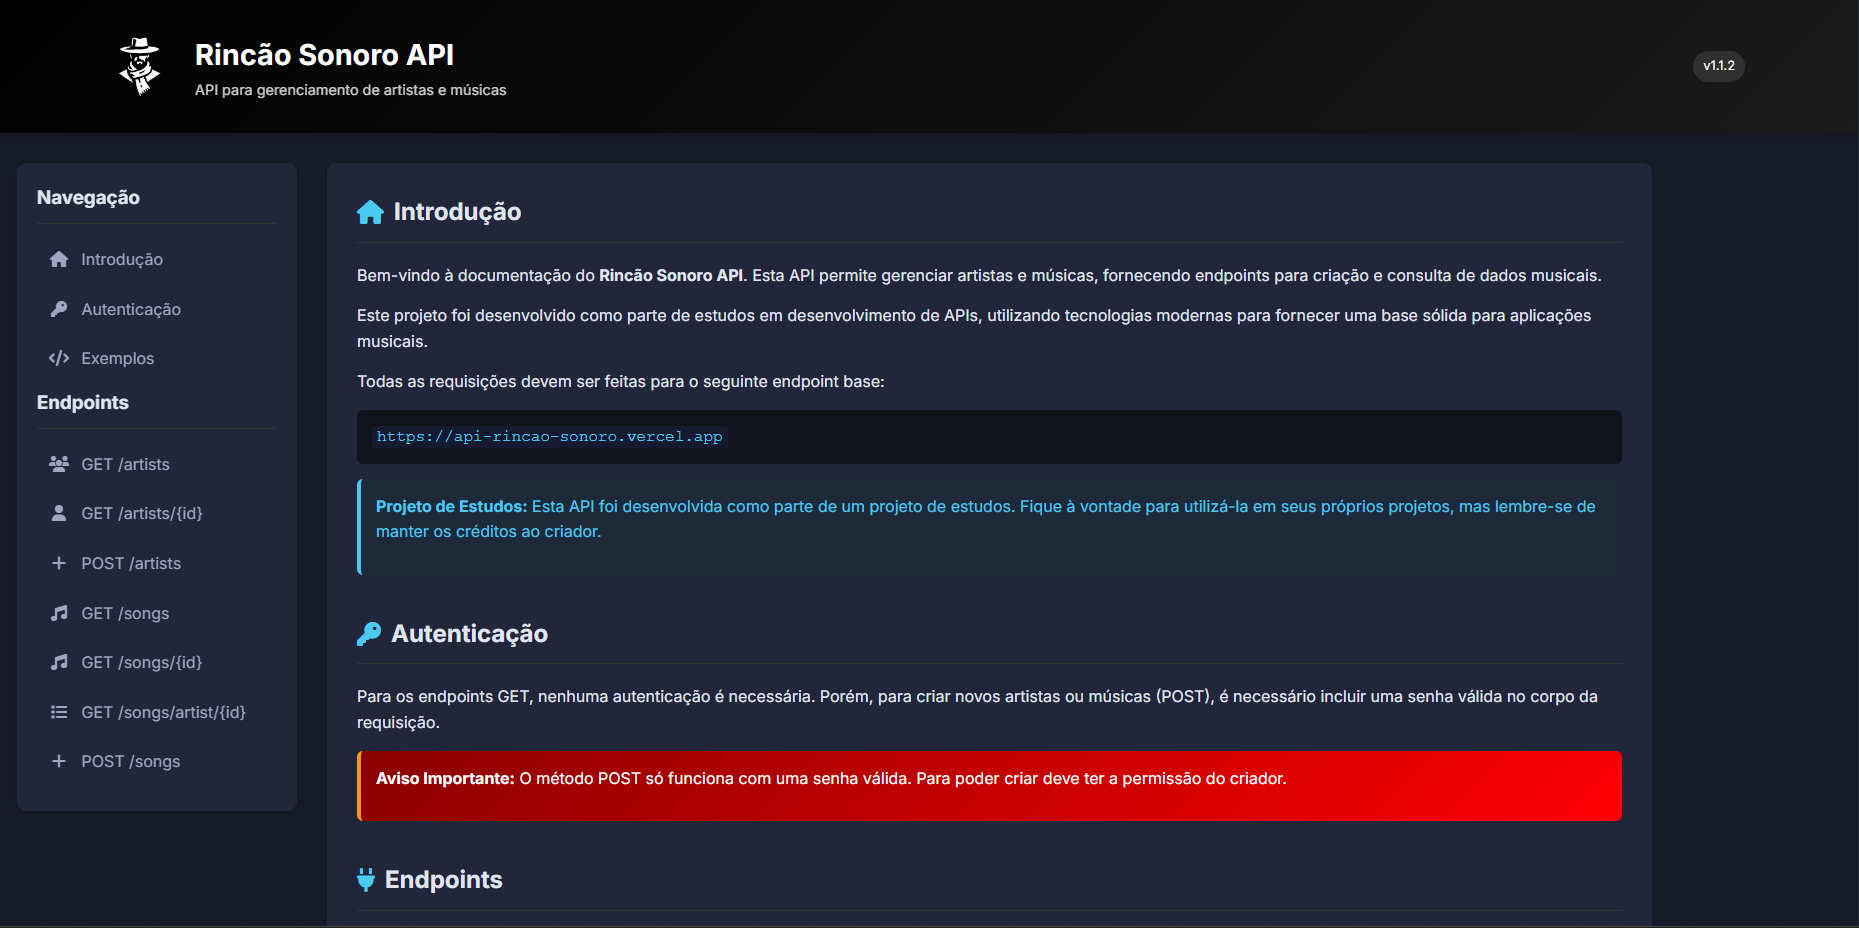 Rincão Sonoro API
API para gerenciamento de artistas e músicas
v1.1.2
Navegação
Introdução
Autenticação
Exemplos
Endpoints
GET /artists
GET /artists/{id}
POST /artists
GET /songs
GET /songs/{id}
GET /songs/artist/{id}
POST /songs
Introdução
Bem-vindo à documentação do Rincão Sonoro API. Esta API permite gerenciar artistas e músicas, fornecendo endpoints para criação e consulta de dados musicais.
Este projeto foi desenvolvido como parte de estudos em desenvolvimento de APIs, utilizando tecnologias modernas para fornecer uma base sólida para aplicações
musicais.
Todas as requisições devem ser feitas para o seguinte endpoint base:
https://api-rincao-sonoro.vercel.app
Projeto de Estudos: Esta API foi desenvolvida como parte de um projeto de estudos. Fique à vontade para utilizá-la em seus próprios projetos, mas lembre-se de
manter os créditos ao criador.
Autenticação
Para os endpoints GET, nenhuma autenticação é necessária. Porém, para criar novos artistas ou músicas (POST), é necessário incluir uma senha válida no corpo da
requisição.
Aviso Importante: O método POST só funciona com uma senha válida. Para poder criar deve ter a permissão do criador.
Endpoints